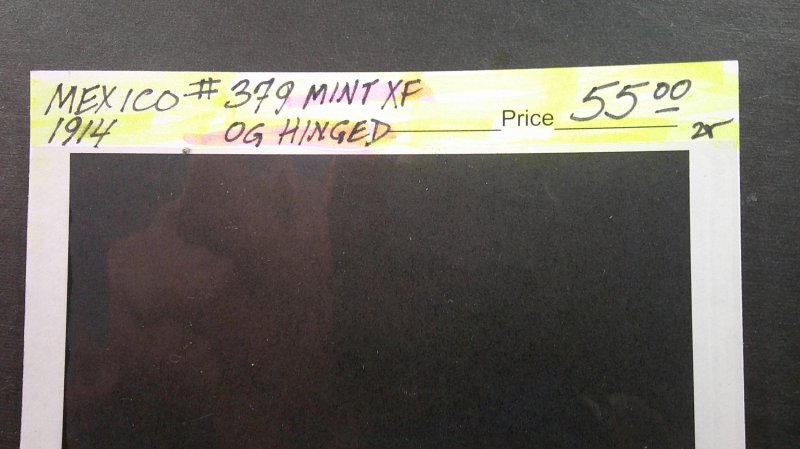 MEXICO # 379 MINT XF Price 55.00
1914 OG HINGED